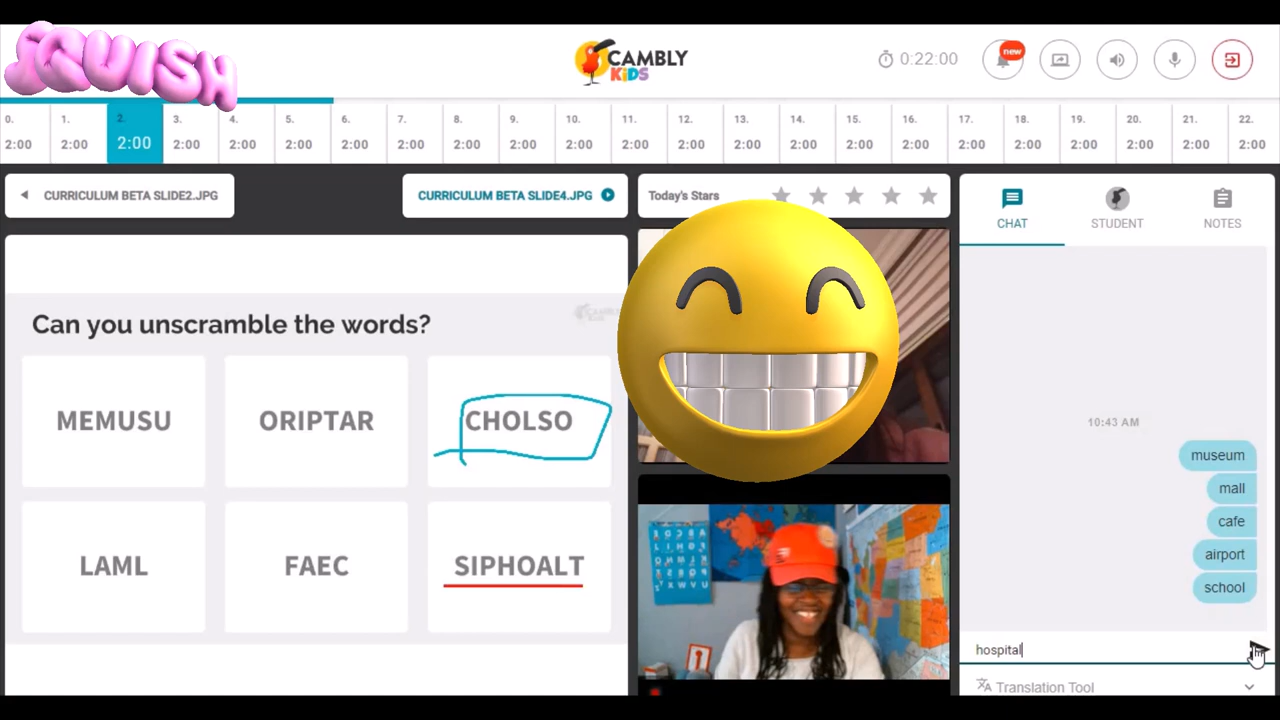 SQUISH
CAMBLY
KIDS
0:22:00
new
0. 1. 2. 3. 4. 5. 6. 7. 8. 9. 10. 11. 12. 13. 14. 15. 16. 17. 18. 19. 20. 21. 22.
2:00 2:00 2:00 2:00 2:00 2:00 2:00 2:00 2:00 2:00 2:00 2:00 2:00 2:00 2:00 2:00 2:00 2:00 2:00 2:00 2:00 2:00 2:00
CURRICULUM BETA SLIDE2.JPG
CURRICULUM BETA SLIDE4.JPG
Today's Stars
CHAT
STUDENT
NOTES
Can you unscramble the words?
MEMUSU
ORIPTAR
CHOLSO
LAML
FAEC
SIPHOALT
10:43 AM
museum
mall
cafe
airport
school
hospital
Translation Tool